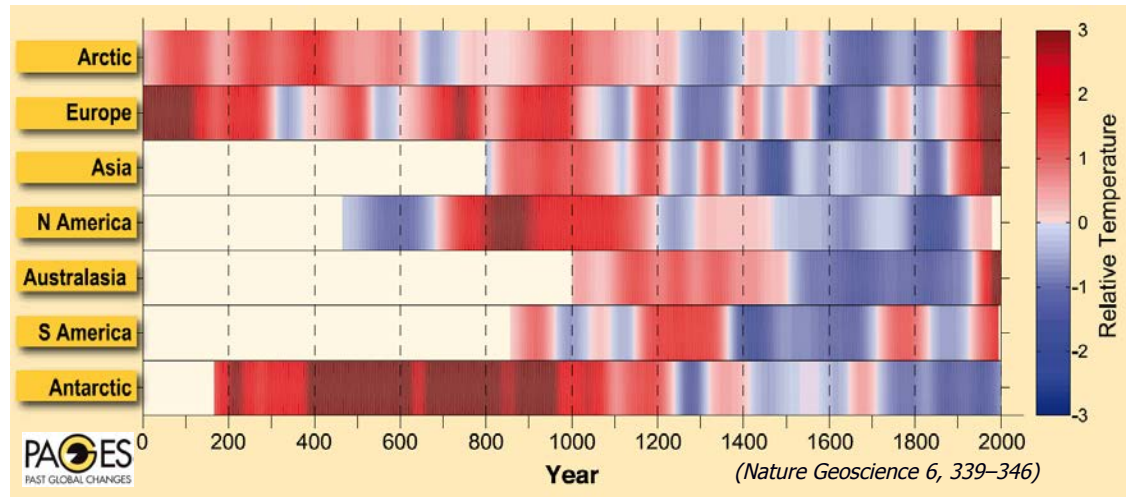 Arctic
Europe
Asia
N America
Australasia
S America
Antarctic
0 200 400 600 800 1000 1200 1400 1600 1800 2000
Year
3
2
1
0
-1
-2
-3
Relative Temperature
PAGES
PAST GLOBAL CHANGES
(Nature Geoscience 6, 339–346)